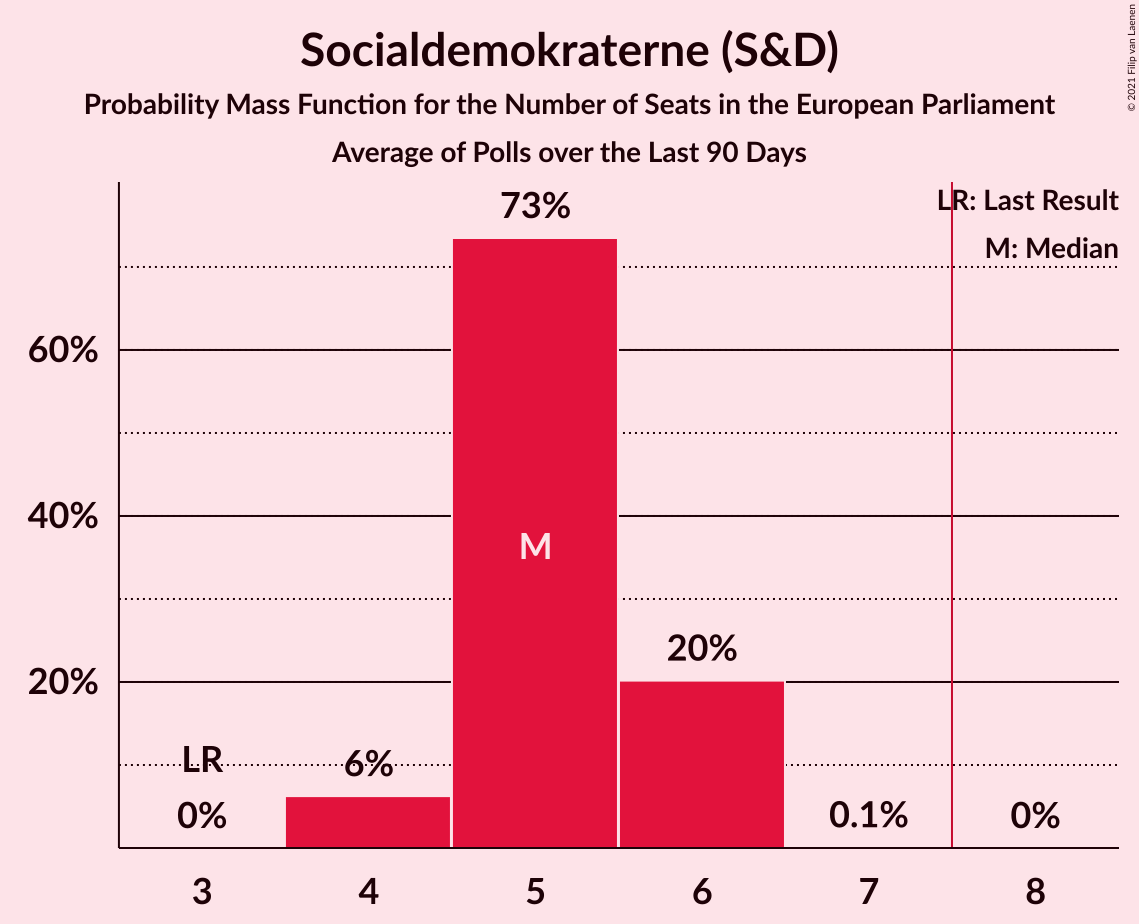 Socialdemokraterne (S&D)
Probability Mass Function for the Number of Seats in the European Parliament
Average of Polls over the Last 90 Days
© 2021 Filip van Laenen
LR: Last Result
M: Median
73%
60%
40%
M
20%
20%
LR
6%
0%
0.1%
0%
3 4 5 6 7 8